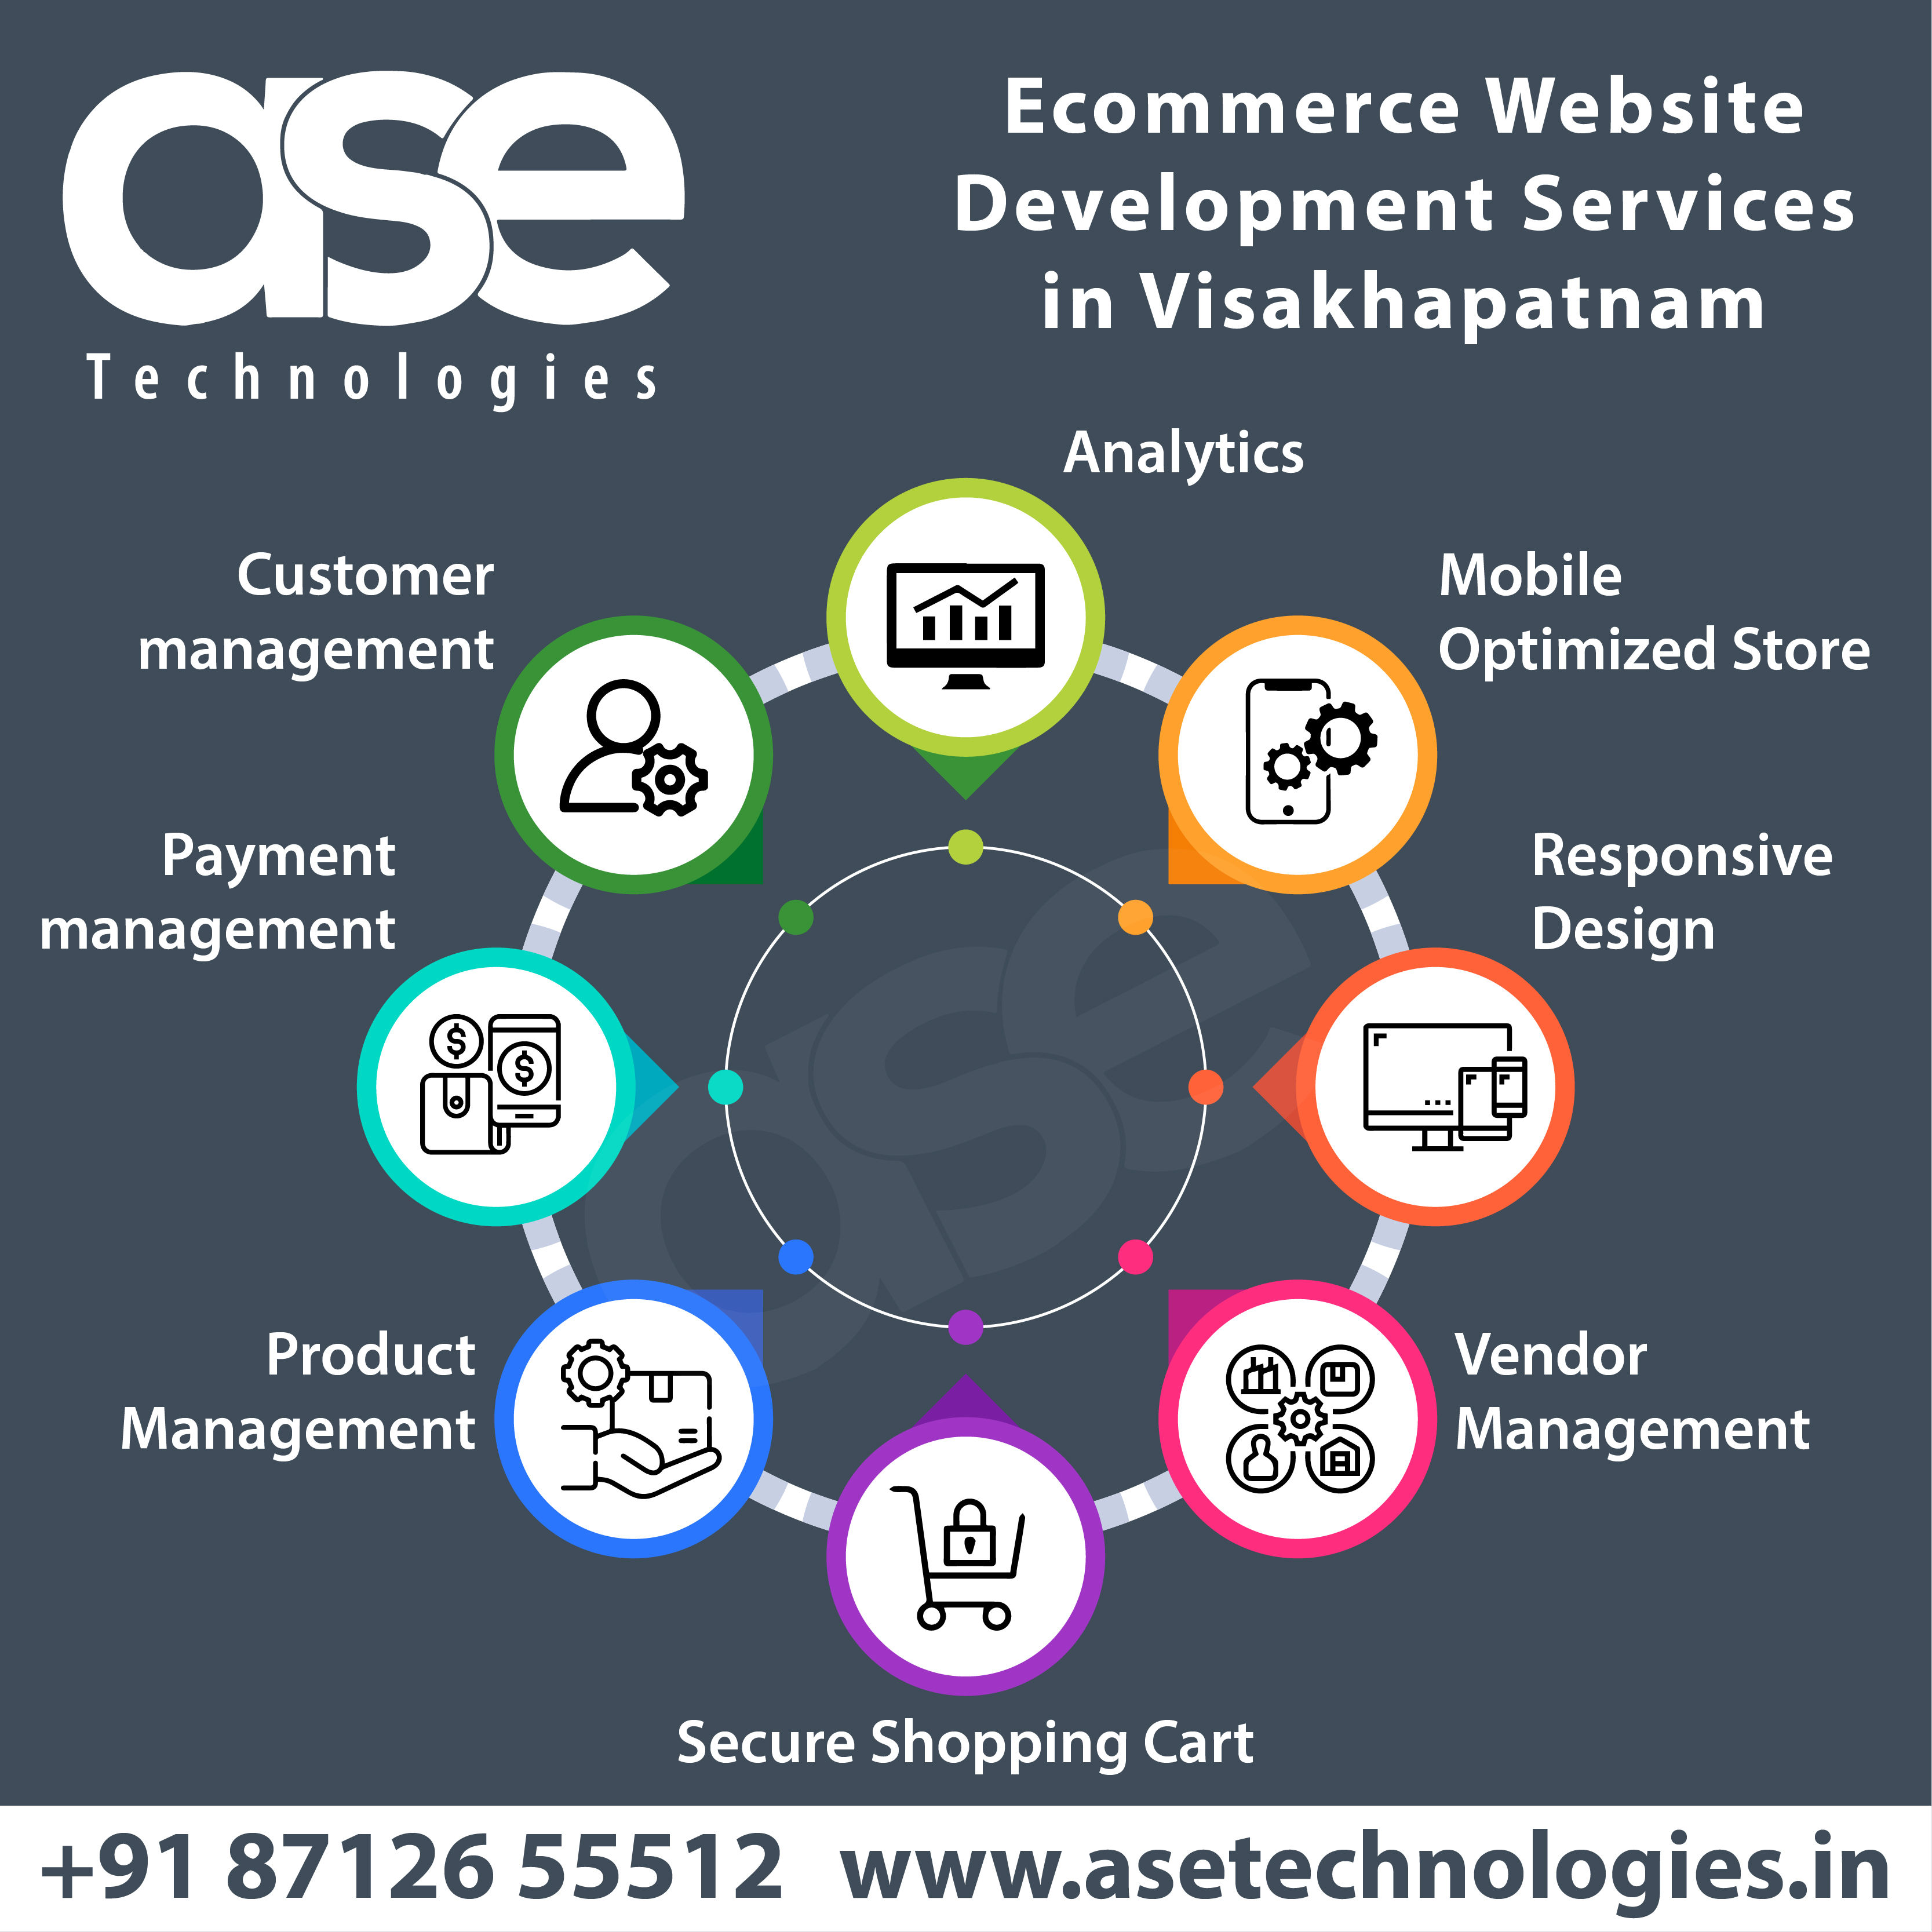 ase
Technologies
Ecommerce Website
Development Services
in Visakhapatnam
Analytics
Customer
management
Mobile
Optimized Store
Payment
management
Responsive
Design
ase
$
$
Product
Management
Vendor
Management
Secure Shopping Cart
+91 87126 55512 www.asetechnologies.in